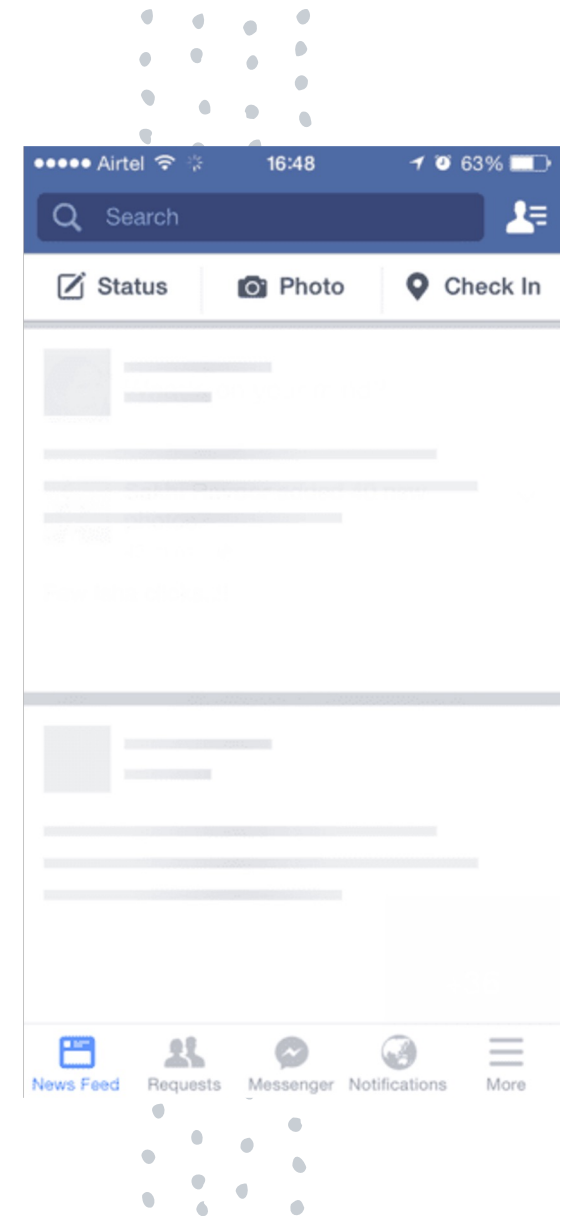 Airtel 16:48 63%
Search
Status Photo Check In
News Feed Requests Messenger Notifications More